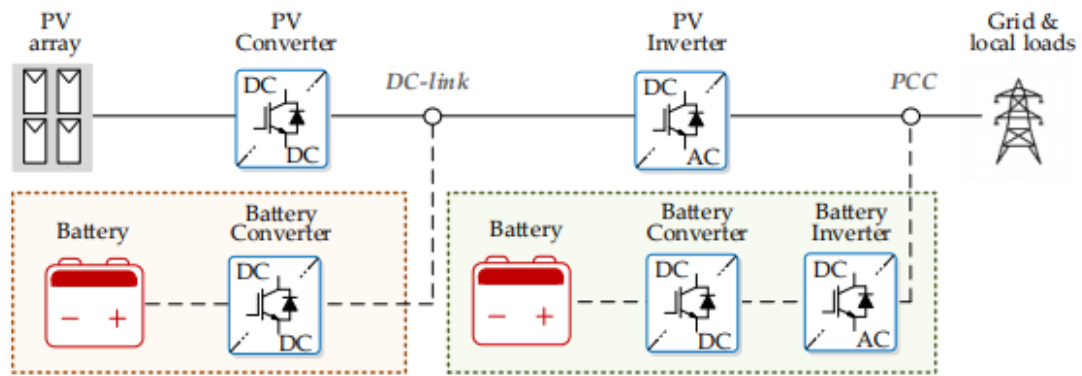 PV
array
PV
Converter
PV
Inverter
Grid &
local loads
DC-link
PCC
DC
DC
DC
AC
Battery
Battery
Converter
DC
DC
Battery
Battery
Converter
Battery
Inverter
DC
DC
DC
AC
− +
− +